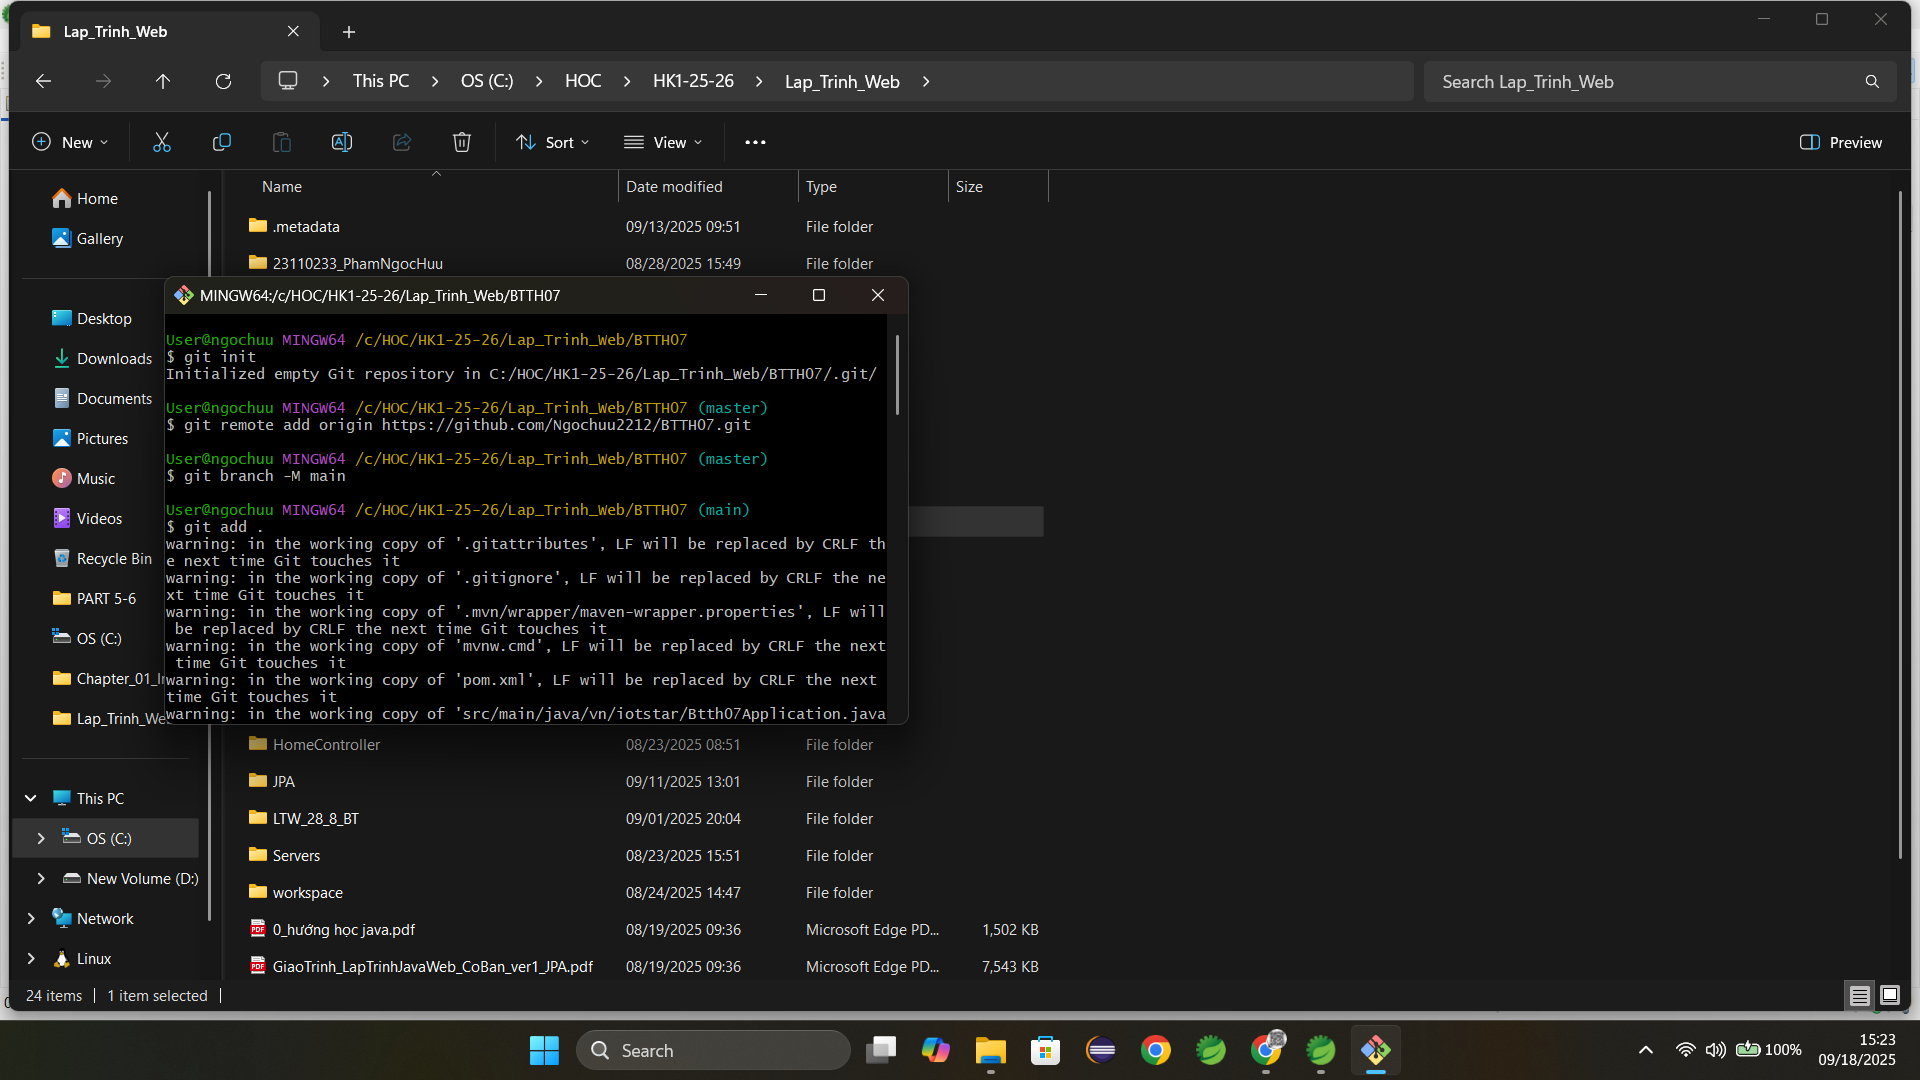 Lap_Trinh_Web
This PC
OS (C:)
HOC
HK1-25-26
Lap_Trinh_Web
Search Lap_Trinh_Web
New
Sort
View
Preview
Name
Date modified
Type
Size
Home
Gallery
Desktop
Downloads
Documents
Pictures
Music
Videos
Recycle Bin
PART 5-6
OS (C:)
Chapter_01_I
Lap_Trinh_We
This PC
OS (C:)
New Volume (D:)
Network
Linux
.metadata 09/13/2025 09:51 File folder
23110233_PhamNgocHuu 08/28/2025 15:49 File folder
MINGW64:/c/HOC/HK1-25-26/Lap_Trinh_Web/BTTH07
User@ngochuu MINGW64 /c/HOC/HK1-25-26/Lap_Trinh_Web/BTTH07
$ git init
Initialized empty Git repository in C:/HOC/HK1-25-26/Lap_Trinh_Web/BTTH07/.git/
User@ngochuu MINGW64 /c/HOC/HK1-25-26/Lap_Trinh_Web/BTTH07 (master)
$ git remote add origin https://github.com/Ngochuu2212/BTTH07.git
User@ngochuu MINGW64 /c/HOC/HK1-25-26/Lap_Trinh_Web/BTTH07 (master)
$ git branch -M main
User@ngochuu MINGW64 /c/HOC/HK1-25-26/Lap_Trinh_Web/BTTH07 (main)
$ git add .
warning: in the working copy of '.gitattributes', LF will be replaced by CRLF th
e next time Git touches it
warning: in the working copy of '.gitignore', LF will be replaced by CRLF the ne
xt time Git touches it
warning: in the working copy of '.mvn/wrapper/maven-wrapper.properties', LF will
be replaced by CRLF the next time Git touches it
warning: in the working copy of 'mvnw.cmd', LF will be replaced by CRLF the next
time Git touches it
warning: in the working copy of 'pom.xml', LF will be replaced by CRLF the next
time Git touches it
warning: in the working copy of 'src/main/java/vn/iotstar/Btth07Application.java
HomeController 08/23/2025 08:51 File folder
JPA 09/11/2025 13:01 File folder
LTW_28_8_BT 09/01/2025 20:04 File folder
Servers 08/23/2025 15:51 File folder
workspace 08/24/2025 14:47 File folder
0_hướng học java.pdf 08/19/2025 09:36 Microsoft Edge PD... 1,502 KB
GiaoTrinh_LapTrinhJavaWeb_CoBan_ver1_JPA.pdf 08/19/2025 09:36 Microsoft Edge PD... 7,543 KB
24 items
1 item selected
Search
100%
15:23
09/18/2025